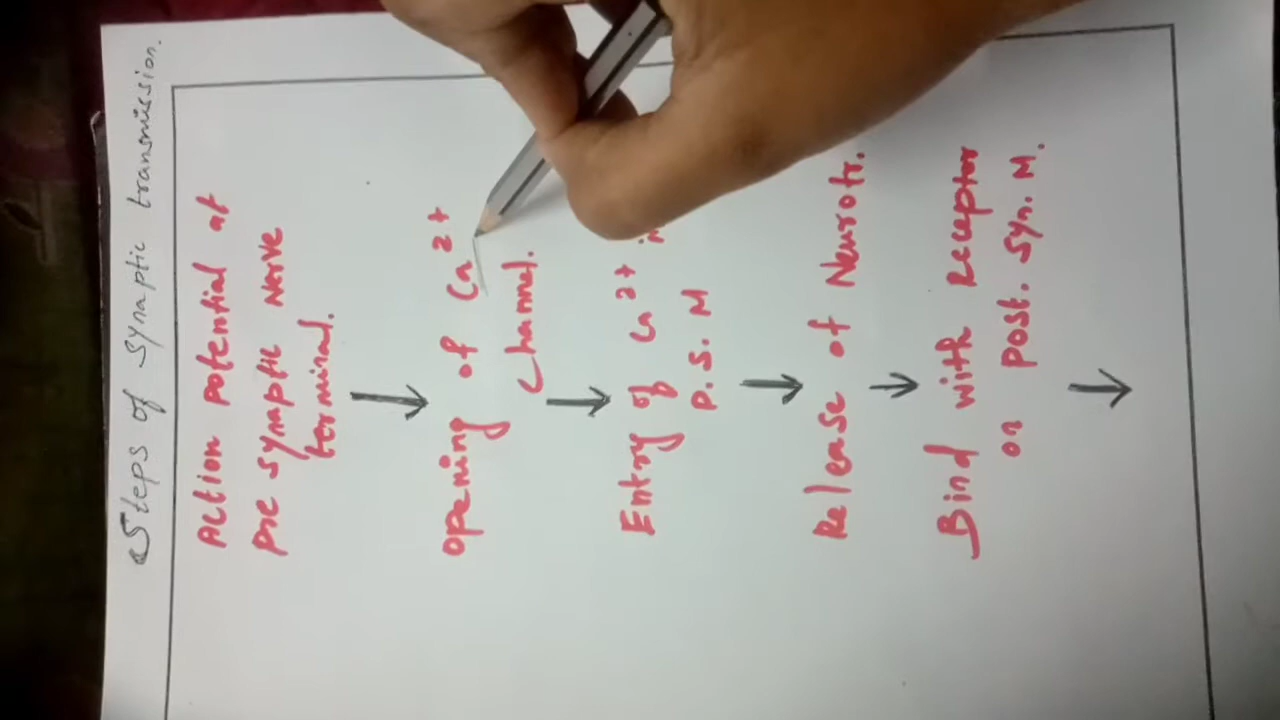 Steps of synaptic transmission.
Action potential at
pre synaptic nerve
terminal.
opening of Ca2+
channel.
Entry of Ca2+
P.S.M
Release of Neurotr.
Bind with receptor
on post. syn. M.